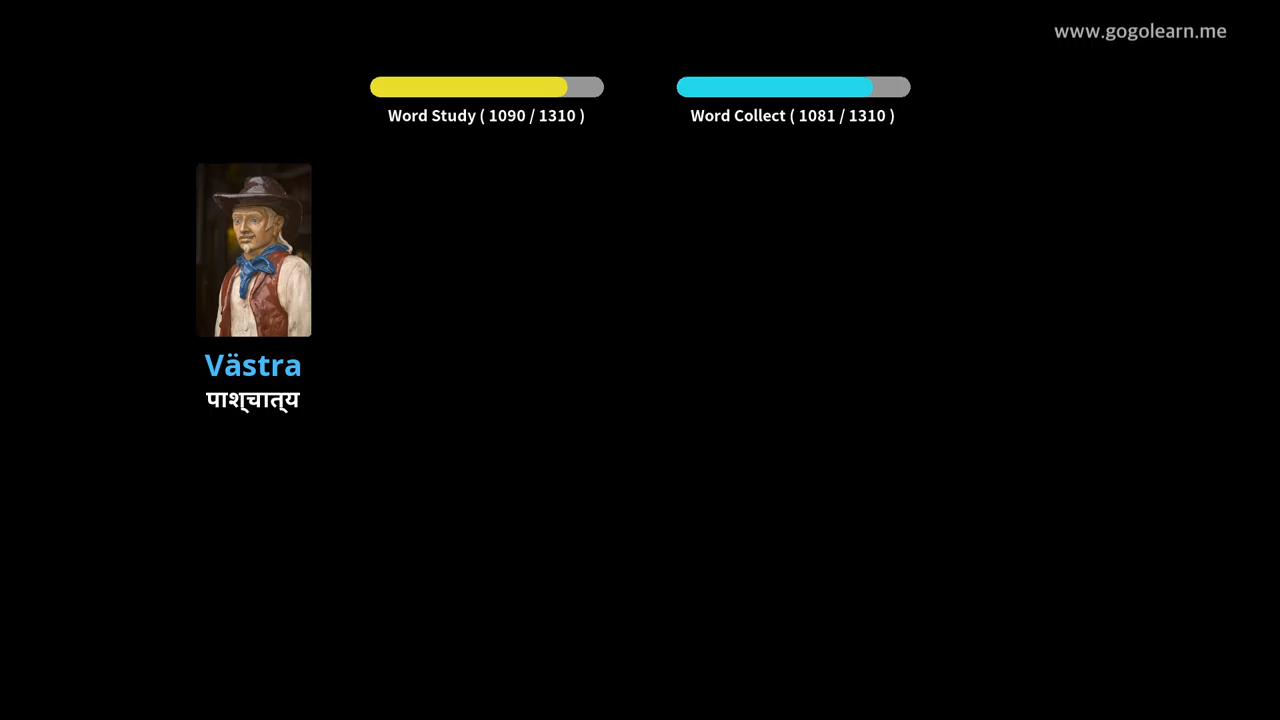 www.gogolearn.me
Word Study ( 1090 / 1310 )
Word Collect ( 1081 / 1310 )
Västra
पाश्चात्य